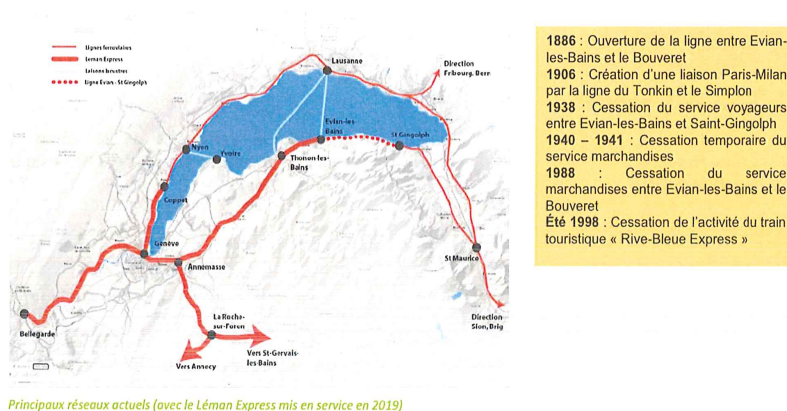 Lignes ferroviaires
Léman Express
Liaisons lacustres
Ligne Evian - St Gingolph
Lausanne
Direction
Fribourg, Bern
Evian-les
Bains
St Gingolph
Nyon
Yvoire
Thonon-les-
Bains
Coppet
Genève
Annemasse
St Maurice
Bellegarde
La Roche-
sur-Foron
Direction
Sion, Brig
Vers Annecy
Vers St-Gervais-
les-Bains
Principaux réseaux actuels (avec le Léman Express mis en service en 2019)
1886 : Ouverture de la ligne entre Evian-
les-Bains et le Bouveret
1906 : Création d'une liaison Paris-Milan
par la ligne du Tonkin et le Simplon
1938 : Cessation du service voyageurs
entre Evian-les-Bains et Saint-Gingolph
1940 – 1941 : Cessation temporaire du
service marchandises
1988 : Cessation du service
marchandises entre Evian-les-Bains et le
Bouveret
Été 1998 : Cessation de l'activité du train
touristique « Rive-Bleue Express »